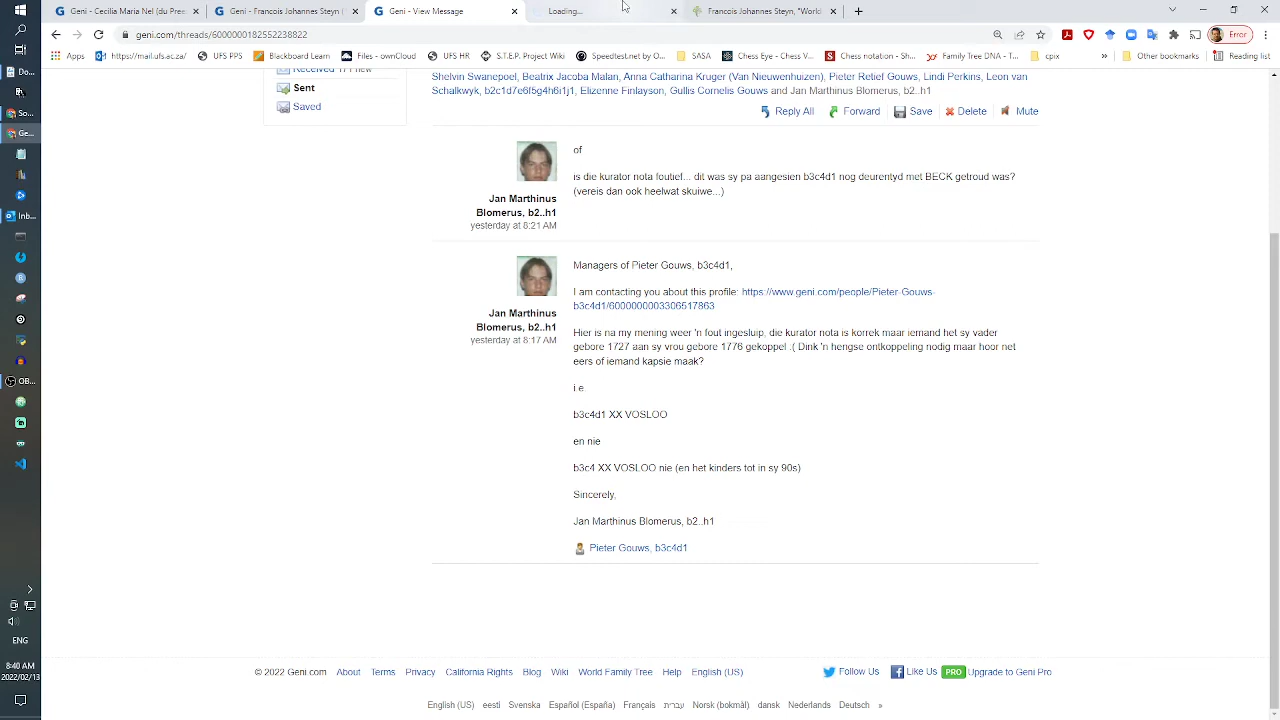 Geni - Cecilia Maria Nel (du Pree
Geni - Francois Johannes Steyn (
Geni - View Message
Loading...
Francois Johannes Steyn, "World
geni.com/threads/6000000182552238822
Error
Apps
https://mail.ufs.ac.za/
UFS PPS
Blackboard Learn
Files - ownCloud
UFS HR
S.T.E.P. Project Wiki
Speedtest.net by O...
SASA
Chess Eye - Chess V...
Chess notation - Sh...
Family Tree DNA - T...
cpix
»
Other bookmarks
Reading list
Sent
Saved
Shelvin Swanepoel, Beatrix Jacoba Malan, Anna Catharina Kruger (Van Nieuwenhuizen), Pieter Relief Gouws, Lindi Perkins, Leon van
Schalkwyk, b2c1d7e6f5g4h6i1j1, Elizenne Finlayson, Gullis Cornelis Gouws and Jan Marthinus Blomerus, b2..h1
Reply All
Forward
Save
Delete
Mute
of
is die kurator nota foutief... dit was sy pa aangesien b3c4d1 nog deurentyd met BECK getroud was?
(vereis dan ook heelwat skuiwe...)
Jan Marthinus
Blomerus, b2..h1
yesterday at 8:21 AM
Managers of Pieter Gouws, b3c4d1,
I am contacting you about this profile: https://www.geni.com/people/Pieter-Gouws-
b3c4d1/6000000003306517863
Jan Marthinus
Blomerus, b2..h1
yesterday at 8:17 AM
Hier is na my mening weer 'n fout ingesluip, die kurator nota is korrek maar iemand het sy vader
gebore 1727 aan sy vrou gebore 1776 gekoppel :( Dink 'n hengse ontkoppeling nodig maar hoor net
eers of iemand kapsie maak?
i e.
b3c4d1 XX VOSLOO
en nie
b3c4 XX VOSLOO nie (en het kinders tot in sy 90s)
Sincerely,
Jan Marthinus Blomerus, b2..h1
Pieter Gouws, b3c4d1
© 2022 Geni.com
About
Terms
Privacy
California Rights
Blog
Wiki
World Family Tree
Help
English (US)
Follow Us
Like Us
PRO
Upgrade to Geni Pro
English (US)
eesti
Svenska
Español (España)
Français
עברית
Norsk (bokmål)
dansk
Nederlands
Deutsch
»
Do...
So...
Ge...
Inb...
OB...
ENG
8:40 AM